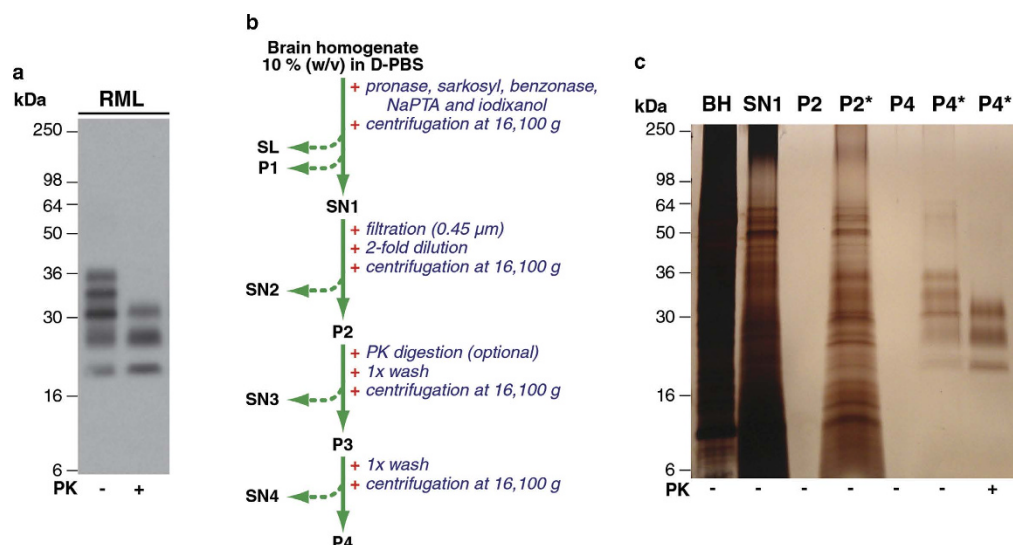 a
kDa
RML
250
98
64
50
36
30
16
6
PK - +
b
Brain homogenate
10 % (w/v) in D-PBS
+ pronase, sarkosyl, benzonase,
NaPTA and iodixanol
+ centrifugation at 16,100 g
SL
P1
SN1
+ filtration (0.45 µm)
+ 2-fold dilution
+ centrifugation at 16,100 g
SN2
P2
+ PK digestion (optional)
+ 1x wash
+ centrifugation at 16,100 g
SN3
P3
+ 1x wash
+ centrifugation at 16,100 g
SN4
P4
c
kDa BH SN1 P2 P2* P4 P4* P4*
250
98
64
50
36
30
16
6
PK - - - - - - +